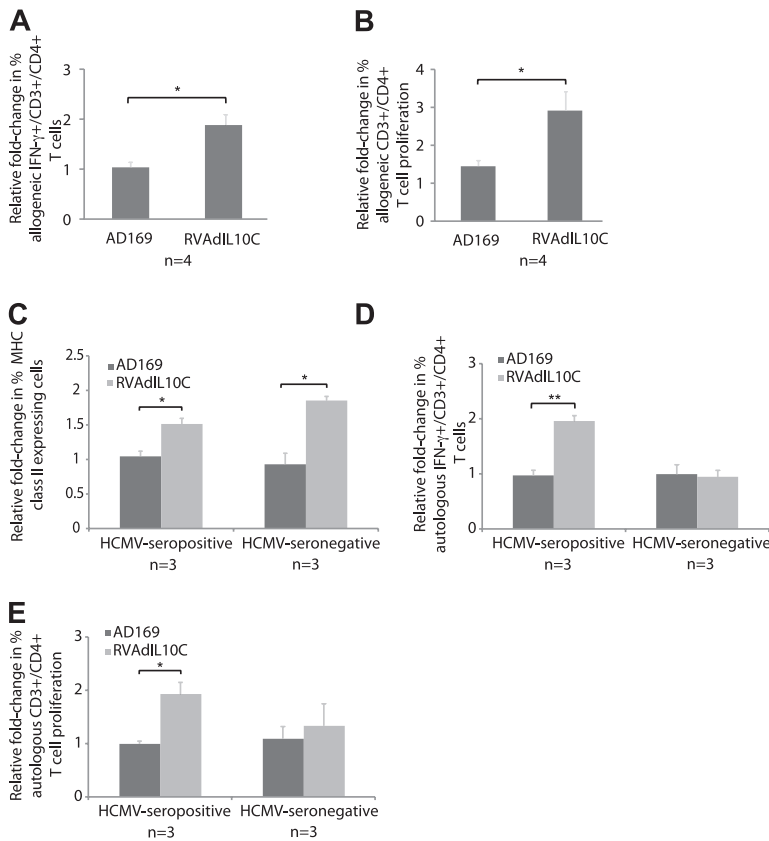 A
Relative fold-change in %
allogeneic IFN-γ+/CD3+/CD4+
T cells
3
2
1
0
*
AD169
RVAdIL10C
n=4
B
Relative fold-change in %
allogeneic CD3+/CD4+
T cell proliferation
4
3
2
1
0
*
AD169
RVAdIL10C
n=4
C
Relative fold-change in % MHC
class II expressing cells
2.5
2
1.5
1
0.5
0
AD169
RVAdIL10C
*
*
HCMV-seropositive
n=3
HCMV-seronegative
n=3
D
Relative fold-change in %
autologous IFN-γ+/CD3+/CD4+
T cells
3
2
1
0
AD169
RVAdIL10C
**
HCMV-seropositive
n=3
HCMV-seronegative
n=3
E
Relative fold-change in %
autologous CD3+/CD4+
T cell proliferation
3
2
1
0
AD169
RVAdIL10C
*
HCMV-seropositive
n=3
HCMV-seronegative
n=3